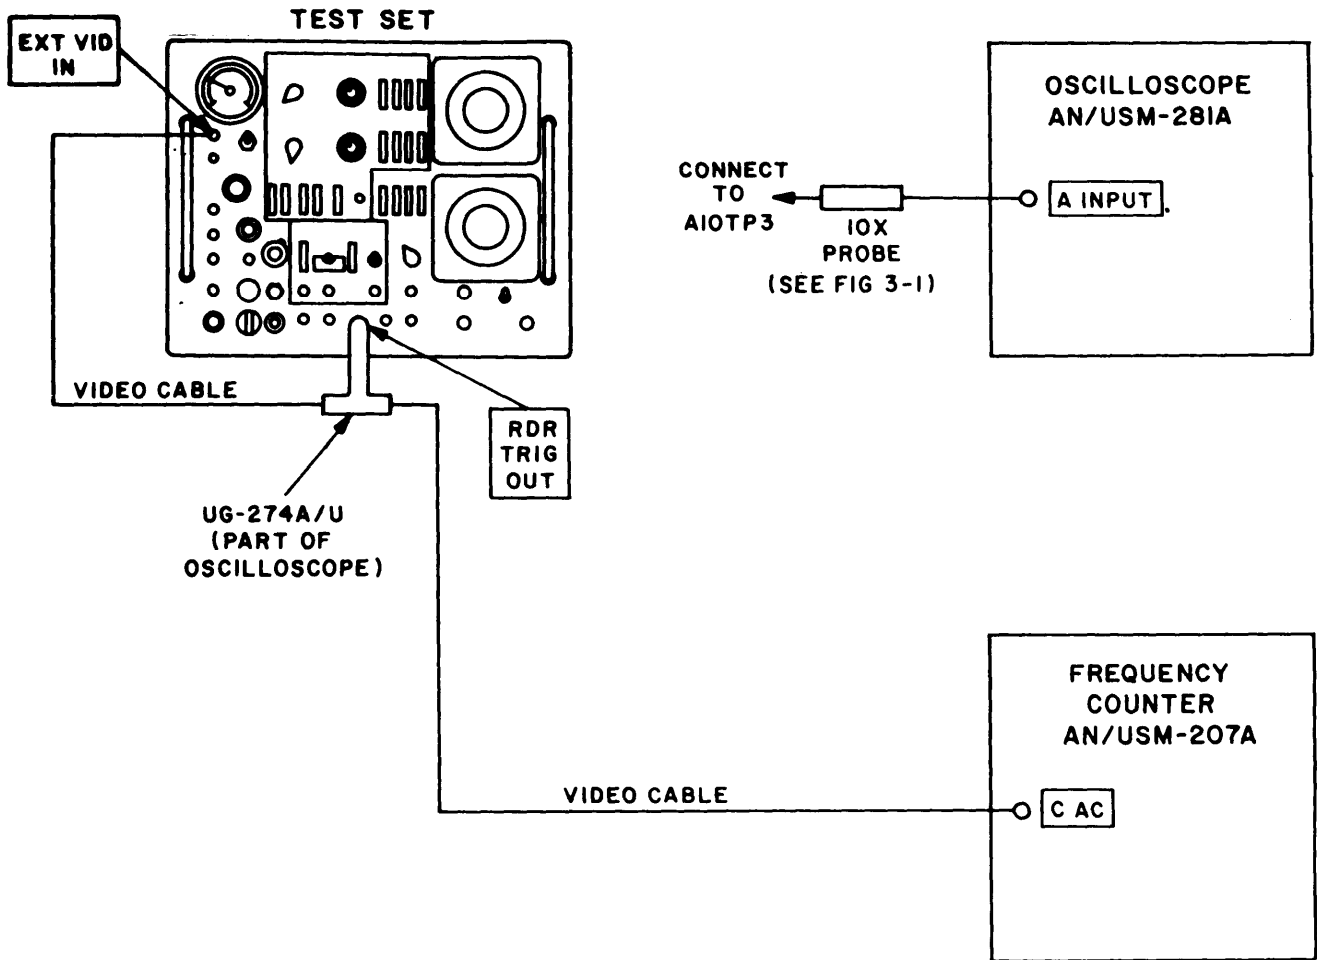 TEST SET
EXT VID
IN
OSCILLOSCOPE
AN/USM-281A
CONNECT
TO
A10TP3
10X
PROBE
(SEE FIG 3-1)
A INPUT
VIDEO CABLE
RDR
TRIG
OUT
UG-274A/U
(PART OF
OSCILLOSCOPE)
FREQUENCY
COUNTER
AN/USM-207A
VIDEO CABLE
C AC